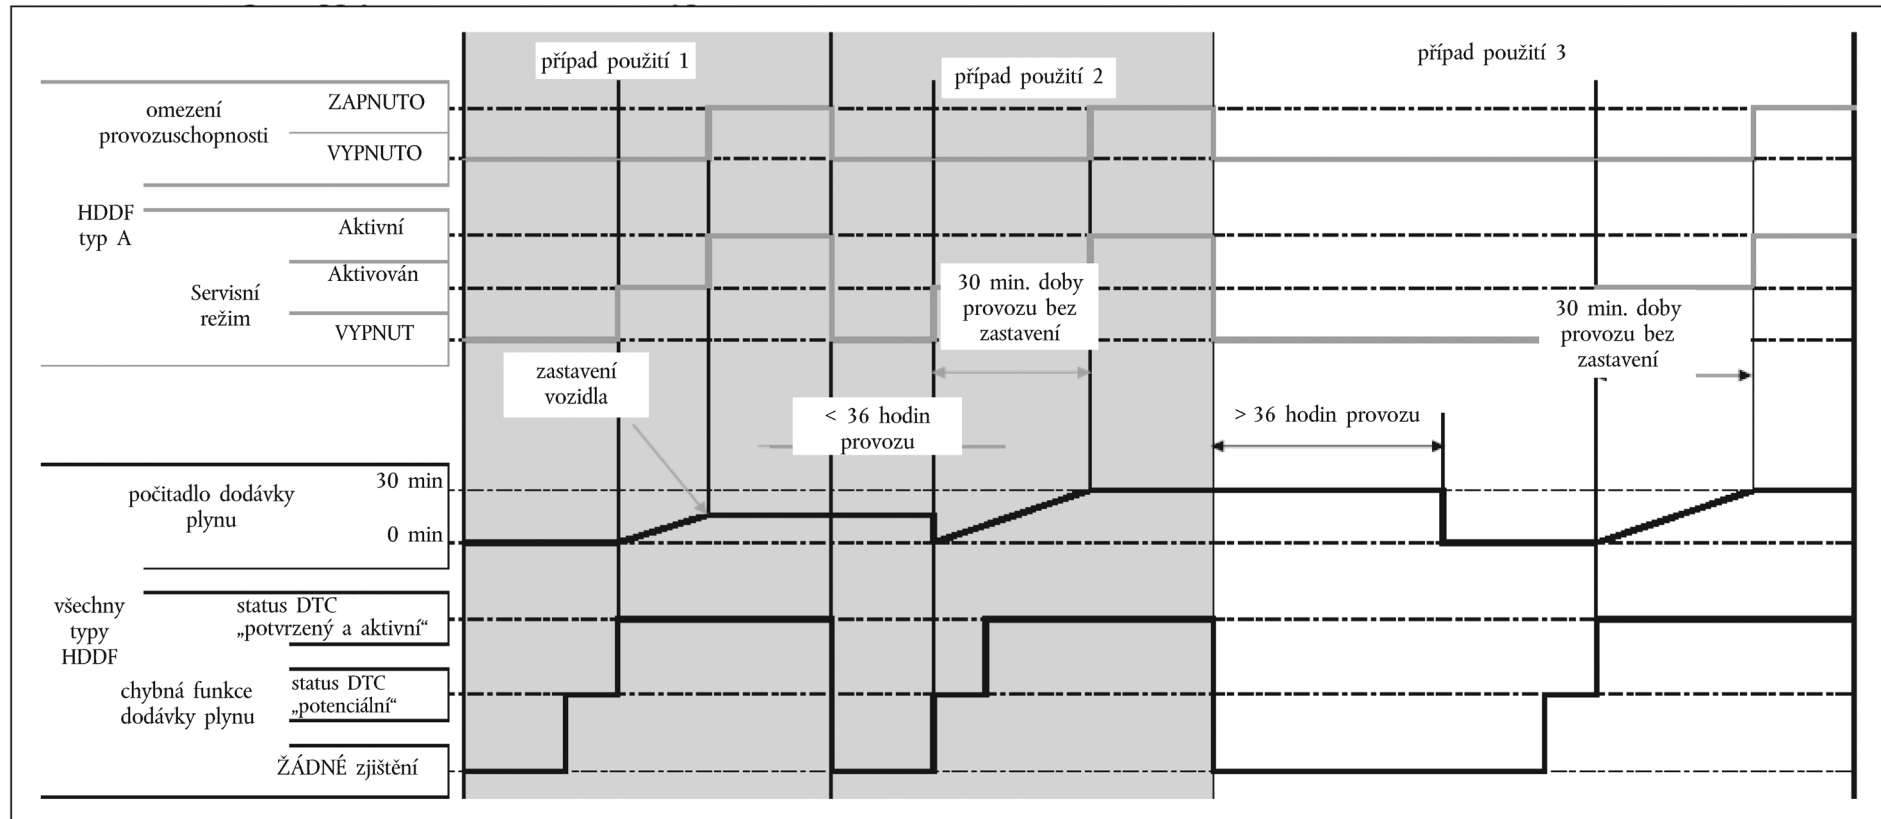 případ použití 1
případ použití 2
případ použití 3
omezení
provozuschopnosti
ZAPNUTO
VYPNUTO
HDDF
typ A
Aktivní
Aktivován
Servisní
režim
VYPNUT
30 min. doby
provozu bez
zastavení
30 min. doby
provozu bez
zastavení
zastavení
vozidla
< 36 hodin
provozu
> 36 hodin provozu
počitadlo dodávky
plynu
30 min
0 min
všechny
typy
HDDF
status DTC
„potvrzený a aktivní“
chybná funkce
dodávky plynu
status DTC
„potenciální“
ŽÁDNÉ zjištění